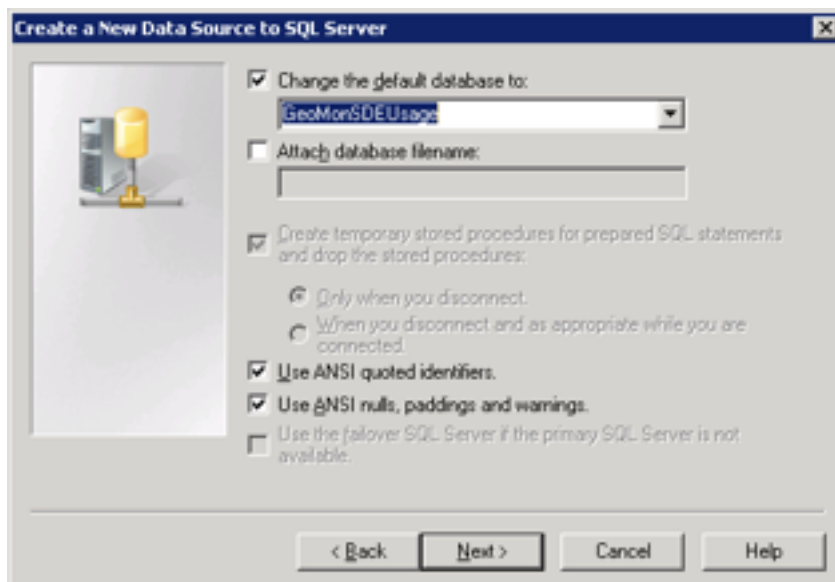 Create a New Data Source to SQL Server
Change the default database to:
GeoMonSDEUsage
Attach database filename:
Create temporary stored procedures for prepared SQL statements
and drop the stored procedures:
Only when you disconnect.
When you disconnect and as appropriate while you are
connected.
Use ANSI quoted identifiers.
Use ANSI nulls, paddings and warnings.
Use the failover SQL Server if the primary SQL Server is not
available.
< Back
Next >
Cancel
Help